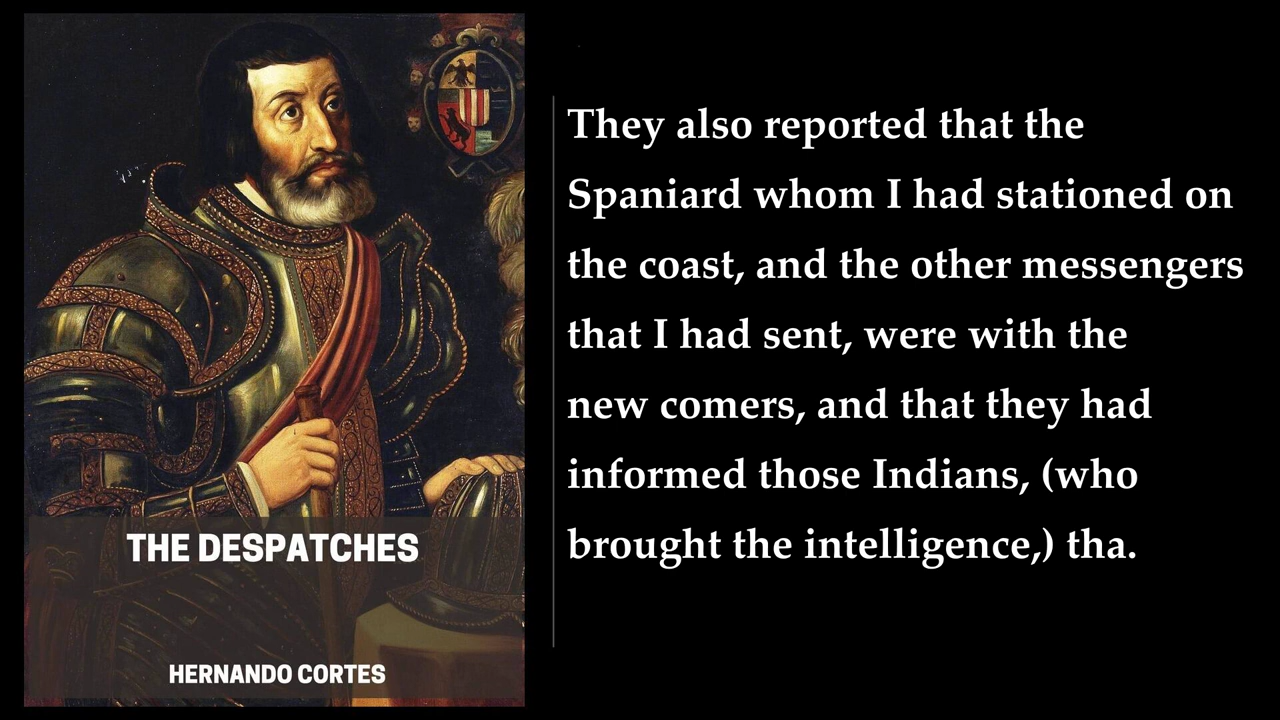 THE DESPATCHES
HERNANDO CORTES
They also reported that the
Spaniard whom I had stationed on
the coast, and the other messengers
that I had sent, were with the
new comers, and that they had
informed those Indians, (who
brought the intelligence,) tha.